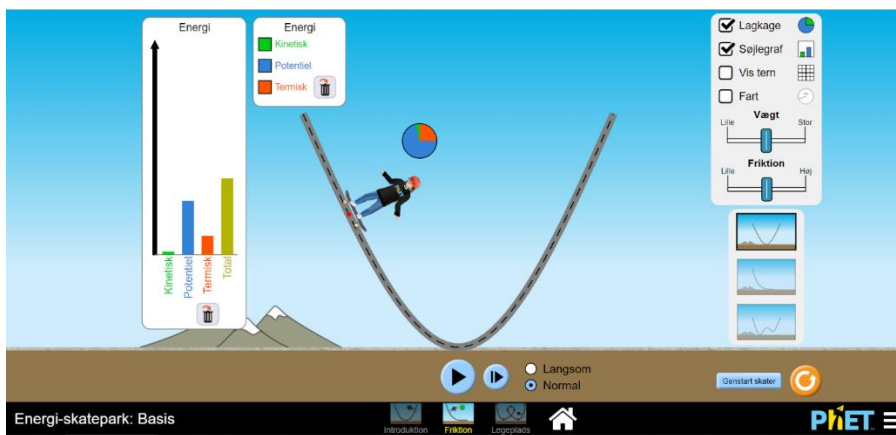 Energi
Kinetisk
Potentiel
Termisk
Total
Energi
Kinetisk
Potentiel
Termisk
Lagkage
Søjlegraf
Vis tern
Fart
Vægt
Lille
Stor
Friktion
Lille
Høj
Langsom
Normal
Genstart skater
Energi-skatepark: Basis
Introduktion
Friktion
Legeplads
PhET